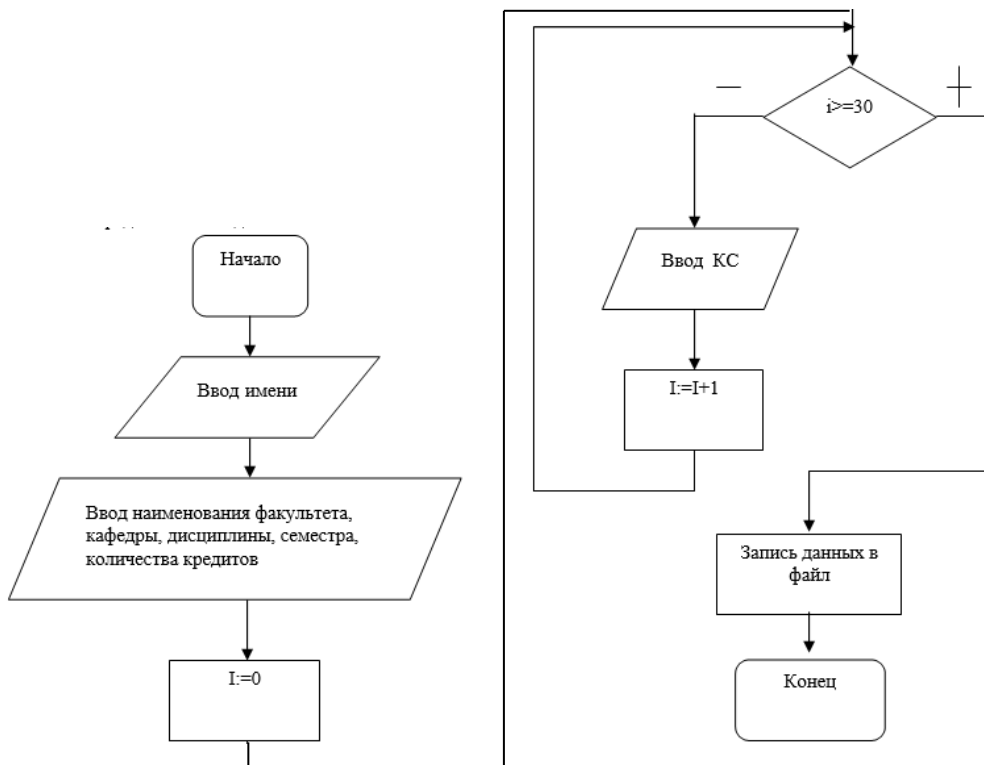 Начало
Ввод имени
Ввод наименования факультета,
кафедры, дисциплины, семестра,
количества кредитов
I:=0
i>=30
—
+
Ввод КС
I:=I+1
Запись данных в
файл
Конец